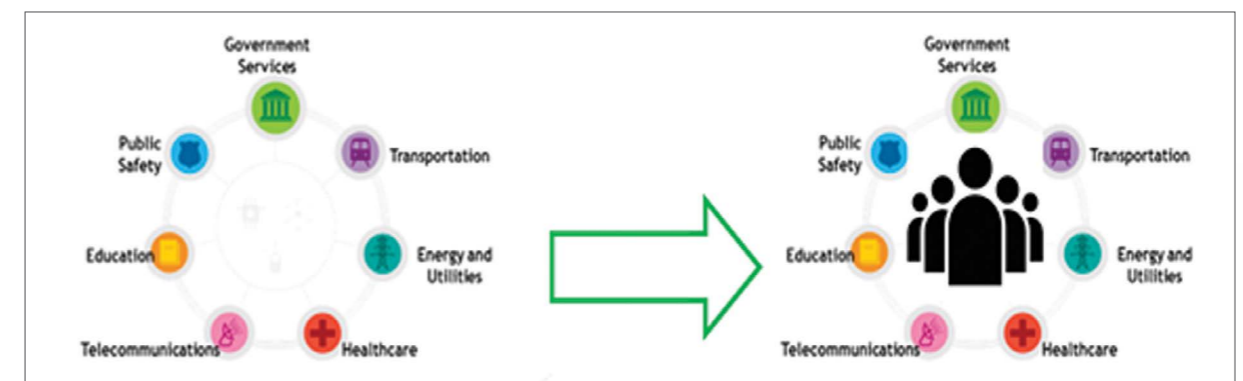 Government
Services
Public
Safety
Transportation
Education
Energy and
Utilities
Telecommunications
Healthcare
Government
Services
Public
Safety
Transportation
Education
Energy and
Utilities
Telecommunications
Healthcare